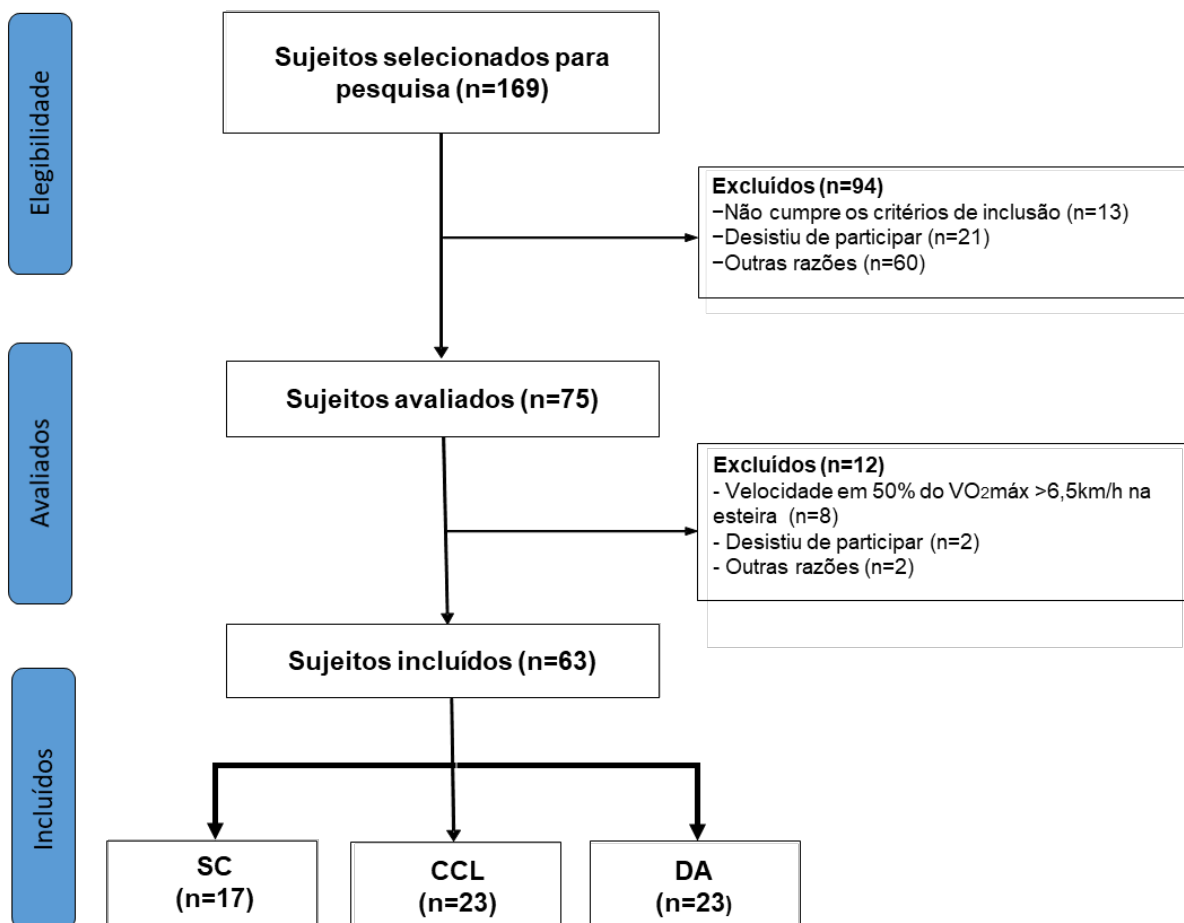 Elegibilidade
Sujeitos selecionados para
pesquisa (n=169)
Excluídos (n=94)
−Não cumpre os critérios de inclusão (n=13)
−Desistiu de participar (n=21)
−Outras razões (n=60)
Avaliados
Sujeitos avaliados (n=75)
Excluídos (n=12)
- Velocidade em 50% do VO2máx >6,5km/h na
esteira (n=8)
- Desistiu de participar (n=2)
- Outras razões (n=2)
Incluídos
Sujeitos incluídos (n=63)
SC
(n=17)
CCL
(n=23)
DA
(n=23)